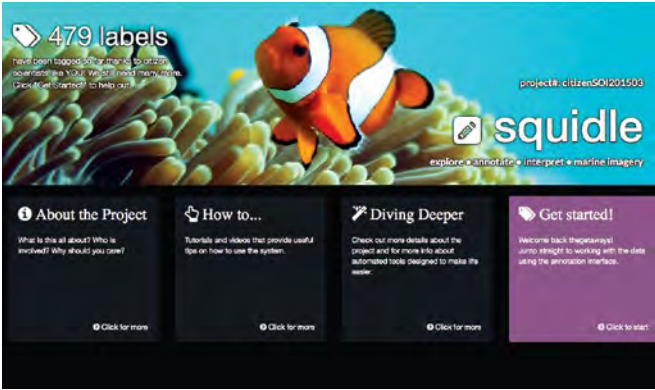 479 labels
have been tagged so far thanks to citizen
scientists like YOU! We still need many more.
Click "Get Started" to help out.
project#: citizenSOI201503
squidle
explore • annotate • interpret • marine imagery
About the Project
What is this all about? Who is
involved? Why should you care?
Click for more
How to...
Tutorials and videos that provide useful
tips on how to use the system.
Click for more
Diving Deeper
Check out more details about the
project and for more info about
automated tools designed to make life
easier.
Click for more
Get started!
Welcome back thegetaways!
Jump straight to working with the data
using the annotation interface.
Click to start